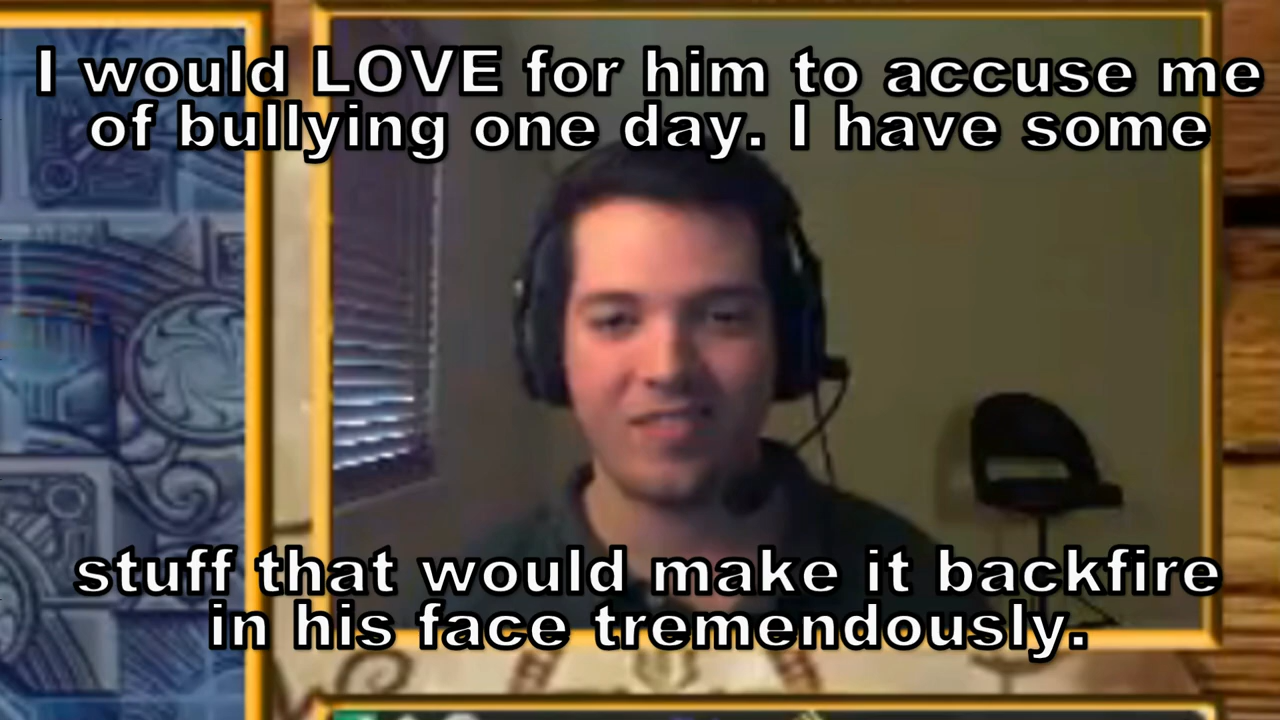 I would LOVE for him to accuse me
of bullying one day. I have some
stuff that would make it backfire
in his face tremendously.